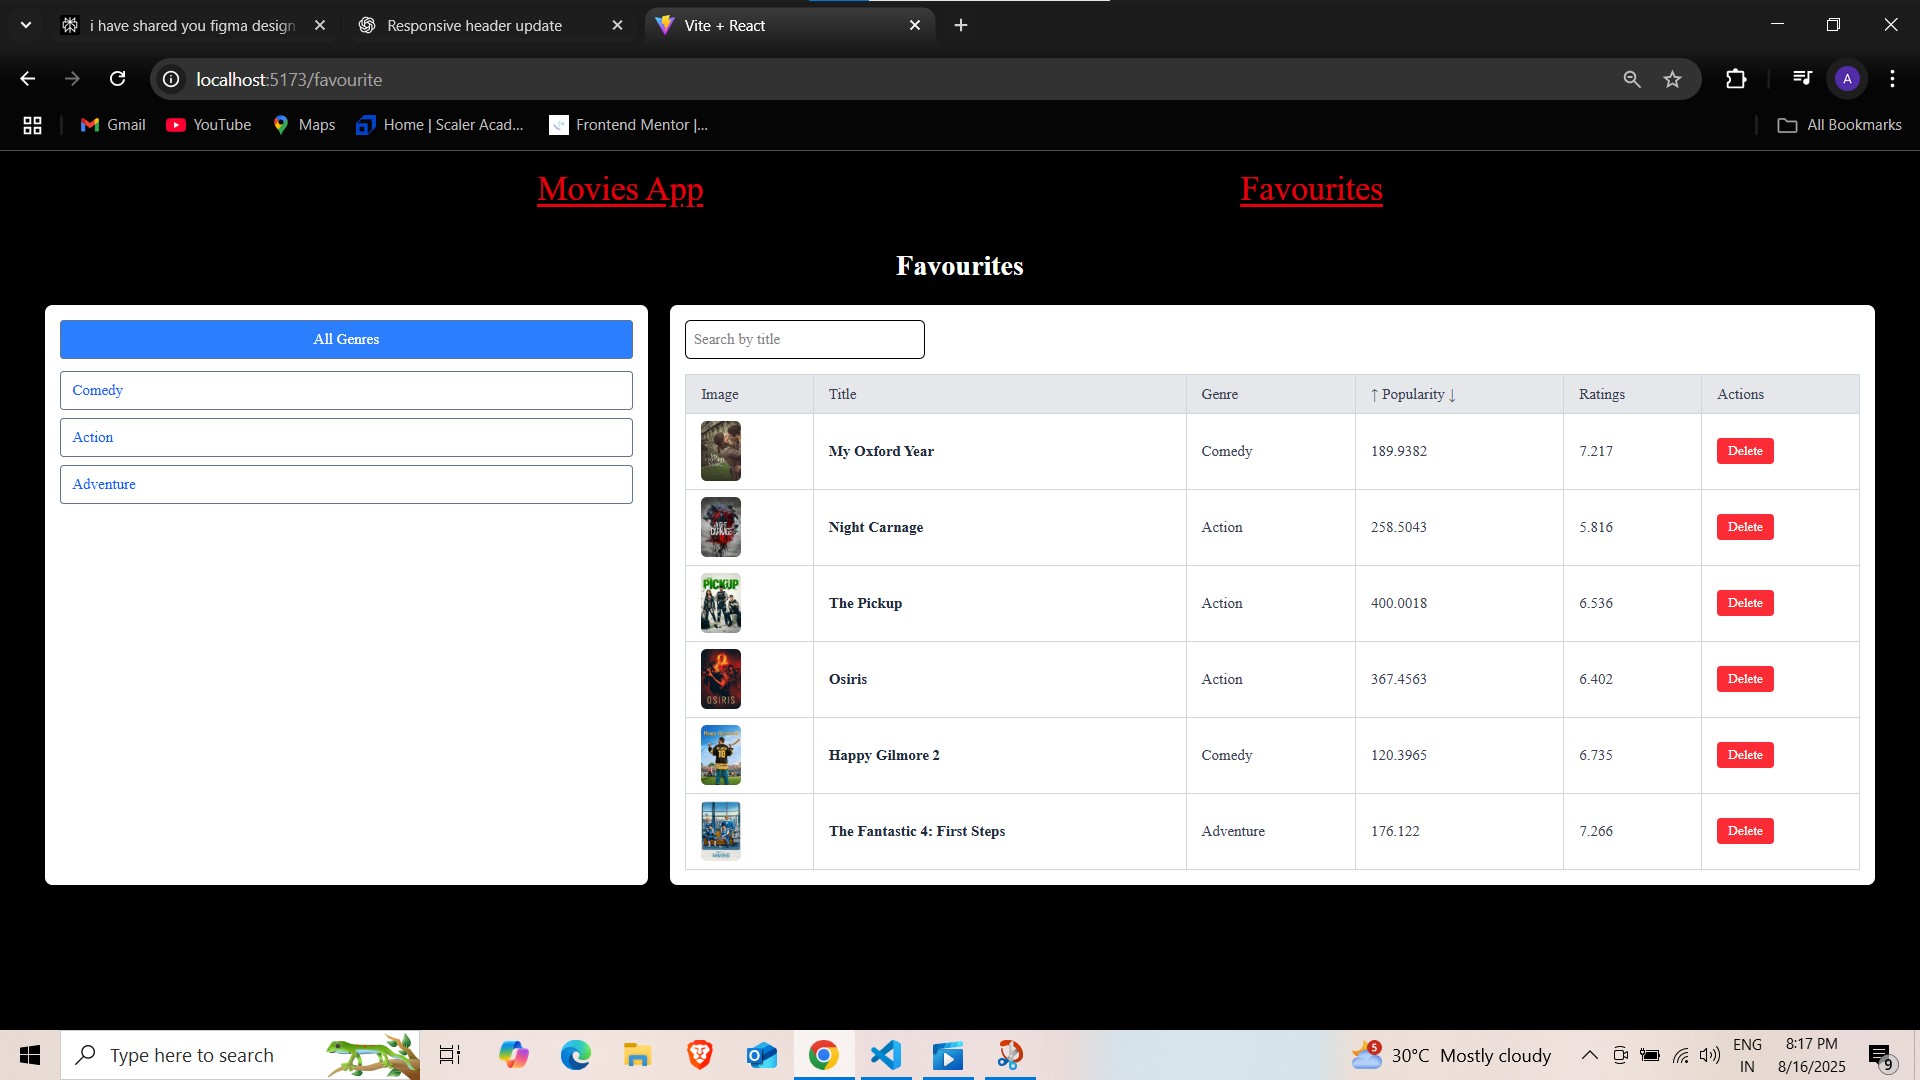 i have shared you figma design
Responsive header update
Vite + React
localhost:5173/favourite
A
Gmail
YouTube
Maps
Home | Scaler Acad...
Frontend Mentor |...
All Bookmarks
Movies App
Favourites
Favourites
All Genres
Comedy
Action
Adventure
Search by title
Image Title Genre ↑ Popularity ↓ Ratings Actions
My Oxford Year Comedy 189.9382 7.217 Delete
Night Carnage Action 258.5043 5.816 Delete
PICKUP
The Pickup Action 400.0018 6.536 Delete
OSIRIS
Osiris Action 367.4563 6.402 Delete
Happy Gilmore 2 Comedy 120.3965 6.735 Delete
The Fantastic 4: First Steps Adventure 176.122 7.266 Delete
Type here to search
5
30°C Mostly cloudy
ENG
IN
8:17 PM
8/16/2025
9